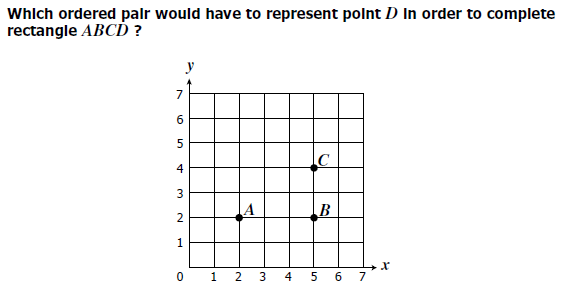 Which ordered pair would have to represent point D in order to complete
rectangle ABCD ?
y
7
6
5
4
C
3
2
A
B
1
x
0 1 2 3 4 5 6 7